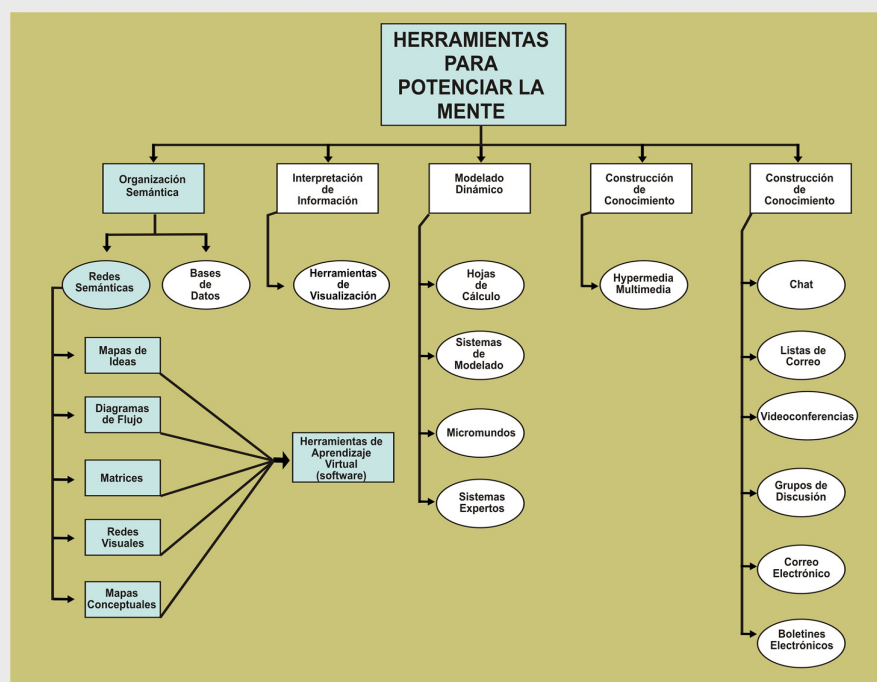 HERRAMIENTAS
PARA
POTENCIAR LA
MENTE
Organización
Semántica
Interpretación
de
Información
Modelado
Dinámico
Construcción
de
Conocimiento
Construcción
de
Conocimiento
Redes
Semánticas
Bases
de
Datos
Herramientas
de
Visualización
Hojas
de
Cálculo
Hypermedia
Multimedia
Chat
Mapas de
Ideas
Sistemas
de
Modelado
Listas de
Correo
Diagramas
de Flujo
Videoconferencias
Herramientas de
Aprendizaje
Virtual
(software)
Micromundos
Matrices
Grupos de
Discusión
Sistemas
Expertos
Redes
Visuales
Correo
Electrónico
Mapas
Conceptuales
Boletines
Electrónicos